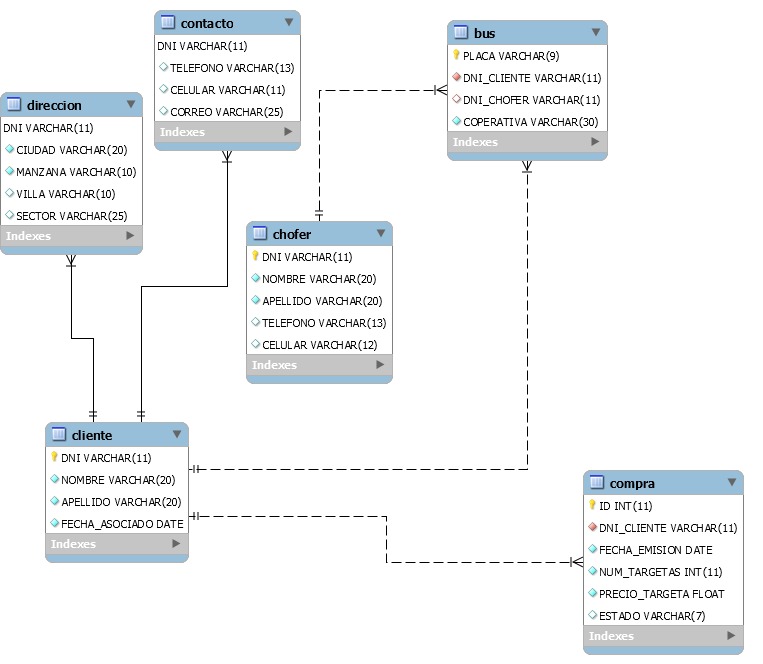 contacto
DNI VARCHAR(11)
TELEFONO VARCHAR(13)
CELULAR VARCHAR(11)
CORREO VARCHAR(25)
Indexes
bus
PLACA VARCHAR(9)
DNI_CLIENTE VARCHAR(11)
DNI_CHOFER VARCHAR(11)
COPERATIVA VARCHAR(30)
Indexes
direccion
DNI VARCHAR(11)
CIUDAD VARCHAR(20)
MANZANA VARCHAR(10)
VILLA VARCHAR(10)
SECTOR VARCHAR(25)
Indexes
chofer
DNI VARCHAR(11)
NOMBRE VARCHAR(20)
APELLIDO VARCHAR(20)
TELEFONO VARCHAR(13)
CELULAR VARCHAR(12)
Indexes
cliente
DNI VARCHAR(11)
NOMBRE VARCHAR(20)
APELLIDO VARCHAR(20)
FECHA_ASOCIADO DATE
Indexes
compra
ID INT(11)
DNI_CLIENTE VARCHAR(11)
FECHA_EMISION DATE
NUM_TARGETAS INT(11)
PRECIO_TARGETA FLOAT
ESTADO VARCHAR(7)
Indexes